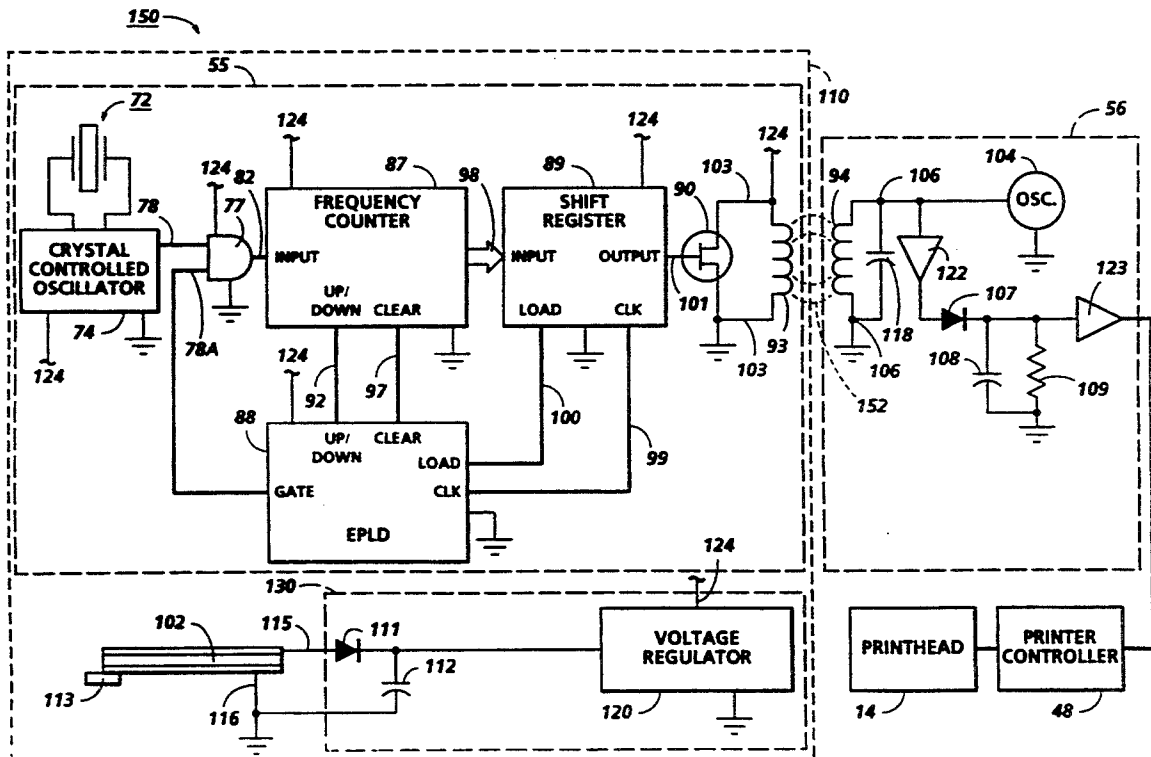 150
55
110
72
124
124
56
124
87
98
89
90
103
124
94
106
104
78
82
77
FREQUENCY
COUNTER
SHIFT
REGISTER
OSC.
CRYSTAL
CONTROLLED
OSCILLATOR
INPUT
INPUT
OUTPUT
122
107
123
UP/
DOWN
CLEAR
LOAD
CLK
101
118
74
78A
103
93
106
108
109
124
124
92
97
100
99
152
88
UP/
DOWN
CLEAR
LOAD
GATE
CLK
EPLD
130
124
102
115
111
VOLTAGE
REGULATOR
PRINTHEAD
PRINTER
CONTROLLER
113
116
112
120
14
48
124